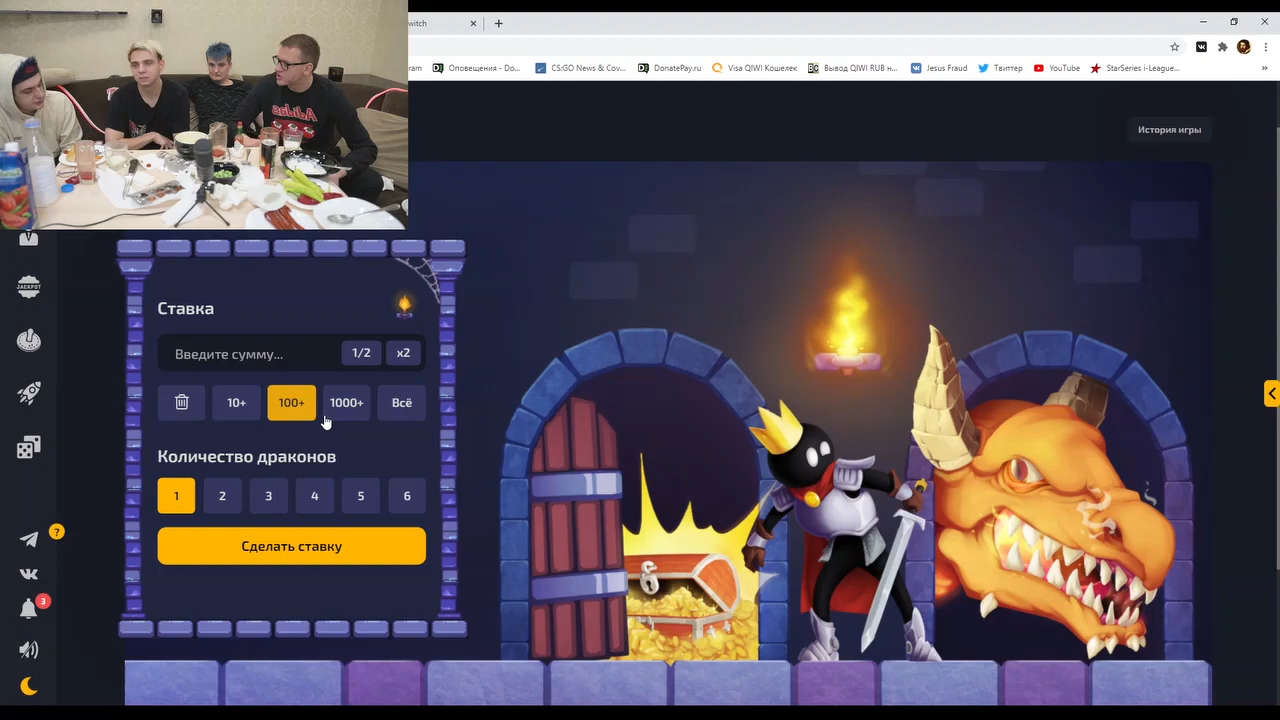 witch
ram
Оповещения - Do...
CS:GO News & Cov...
DonatePay.ru
Visa QIWI Кошелек
Вывод QIWI RUB н...
Jesus Fraud
Твиттер
YouTube
StarSeries i-League...
»
История игры
Adidas
JACKPOT
Ставка
Введите сумму...
1/2
x2
10+
100+
1000+
Всё
Количество драконов
1
2
3
4
5
6
Сделать ставку
?
3